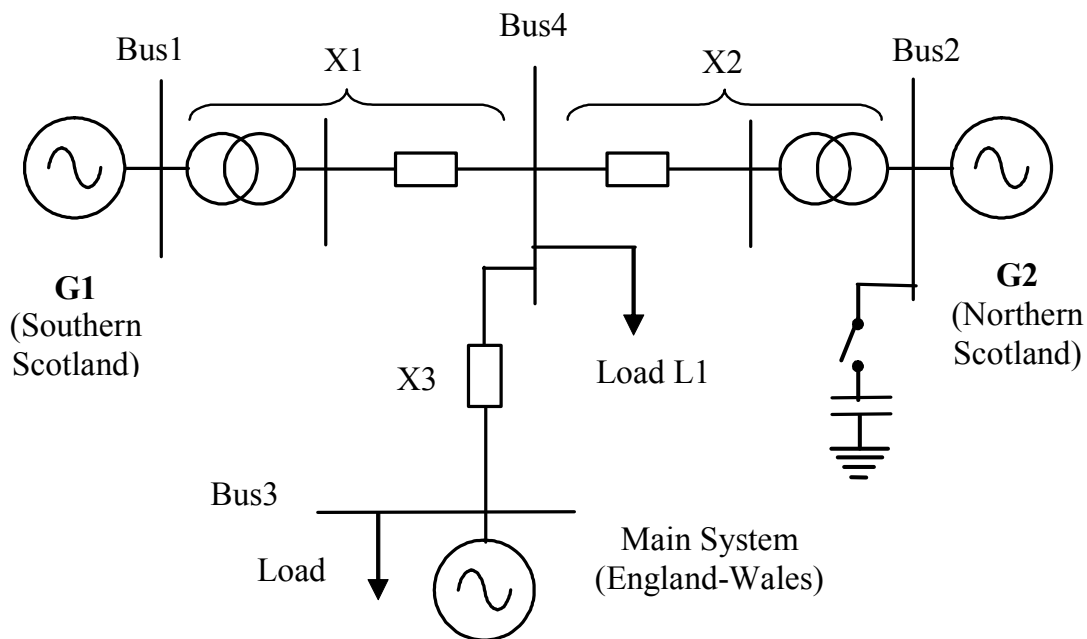 Bus1
X1
Bus4
X2
Bus2
G1
(Southern
Scotland)
G2
(Northern
Scotland)
X3
Load L1
Bus3
Load
Main System
(England-Wales)